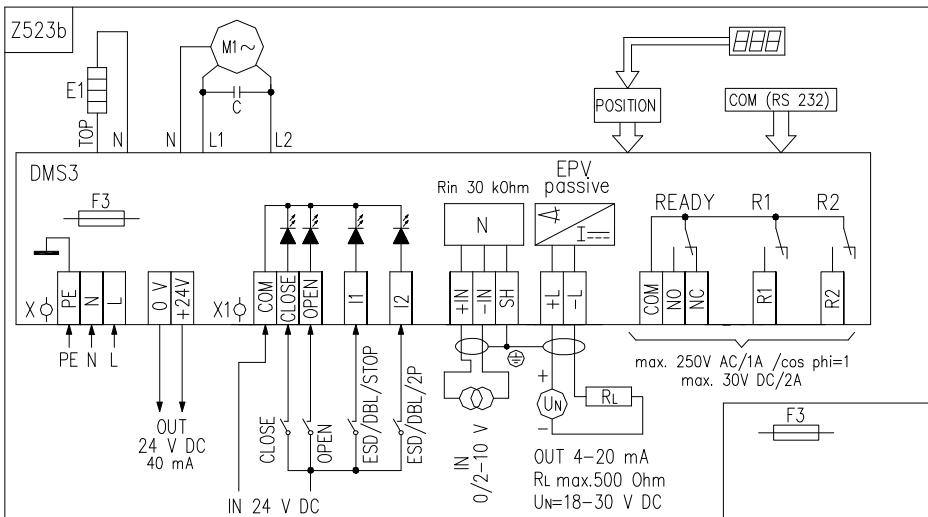 Z523b
E1
TOP
N
N
M1~
C
L1
L2
POSITION
COM (RS 232)
DMS3
F3
Rin 30 kOhm
N
EPV
passive
I
READY
R1
R2
X
PE
N
L
0 V
+24V
X1
COM
CLOSE
OPEN
I1
I2
+IN
-IN
SH
+L
-L
COM
NO
NC
R1
R2
PE N L
OUT
24 V DC
40 mA
CLOSE
OPEN
ESD/DBL/STOP
ESD/DBL/2P
IN 24 V DC
IN
0/2-10 V
+
UN
-
RL
OUT 4-20 mA
RL max.500 Ohm
UN=18-30 V DC
max. 250V AC/1A /cos phi=1
max. 30V DC/2A
F3